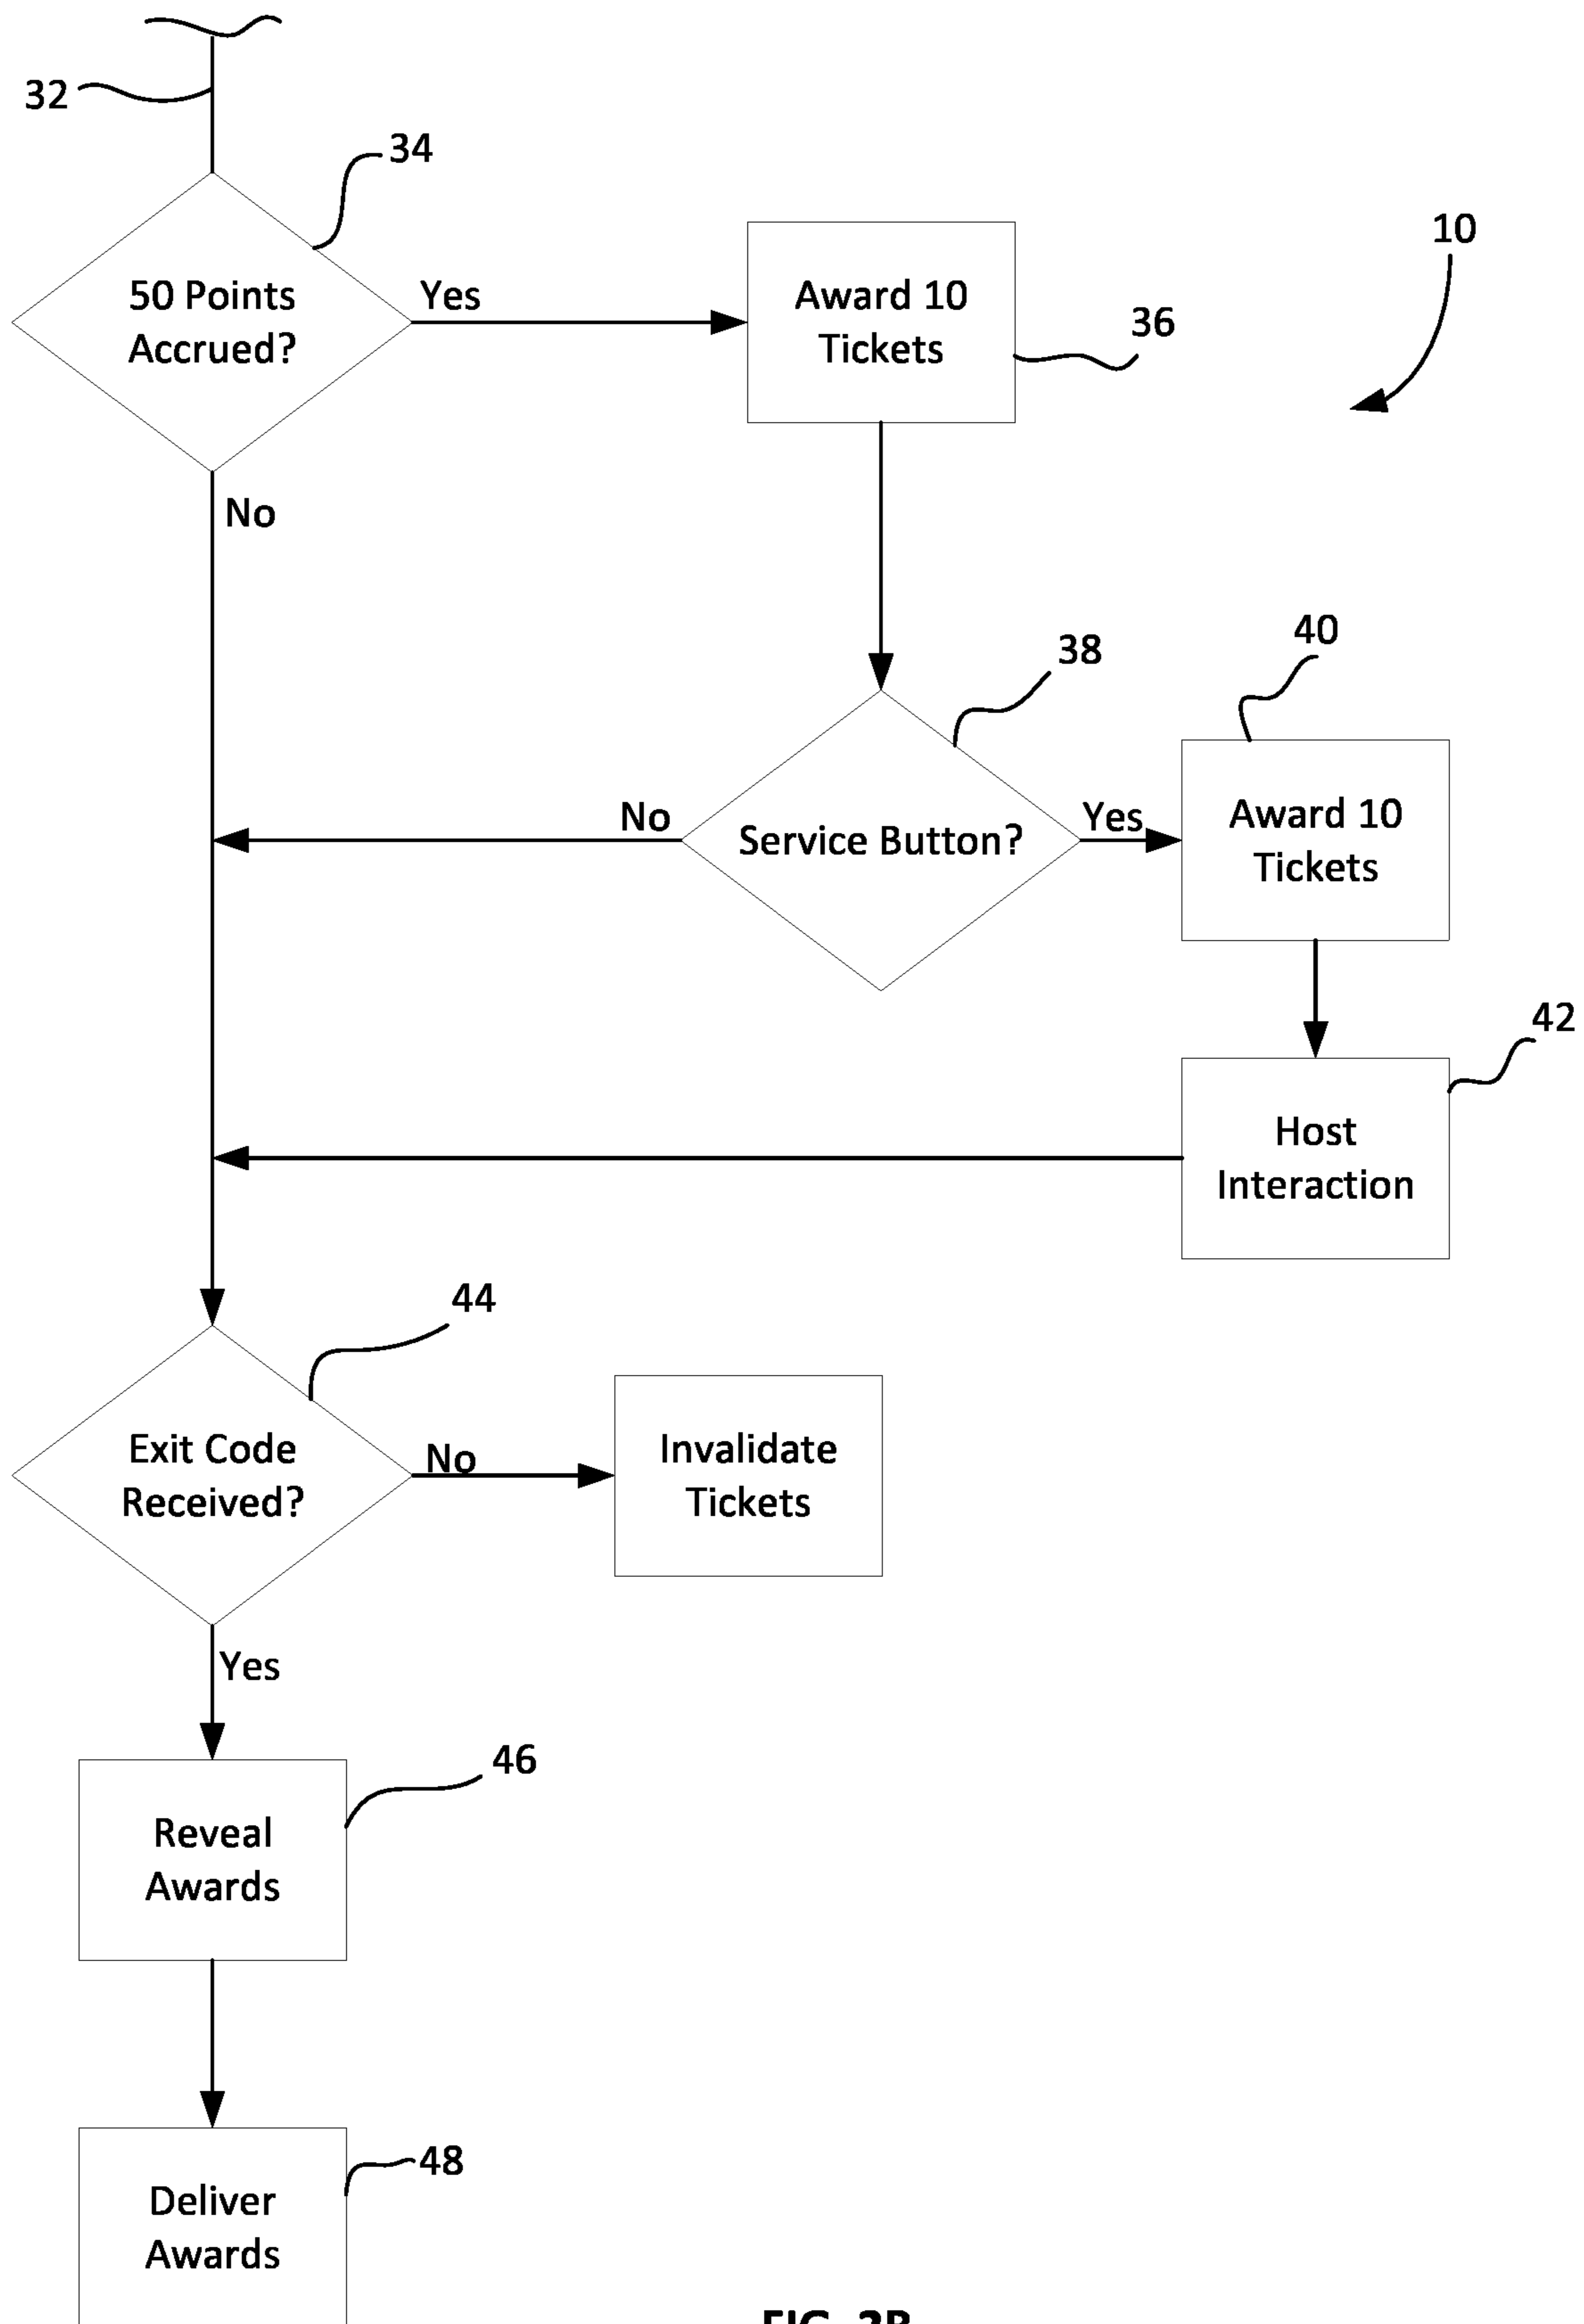 32
34
50 Points
Accrued?
Yes
Award 10
Tickets
36
10
No
38
40
Service Button?
No
Yes
Award 10
Tickets
42
Host
Interaction
44
Exit Code
Received?
No
Invalidate
Tickets
Yes
46
Reveal
Awards
48
Deliver
Awards